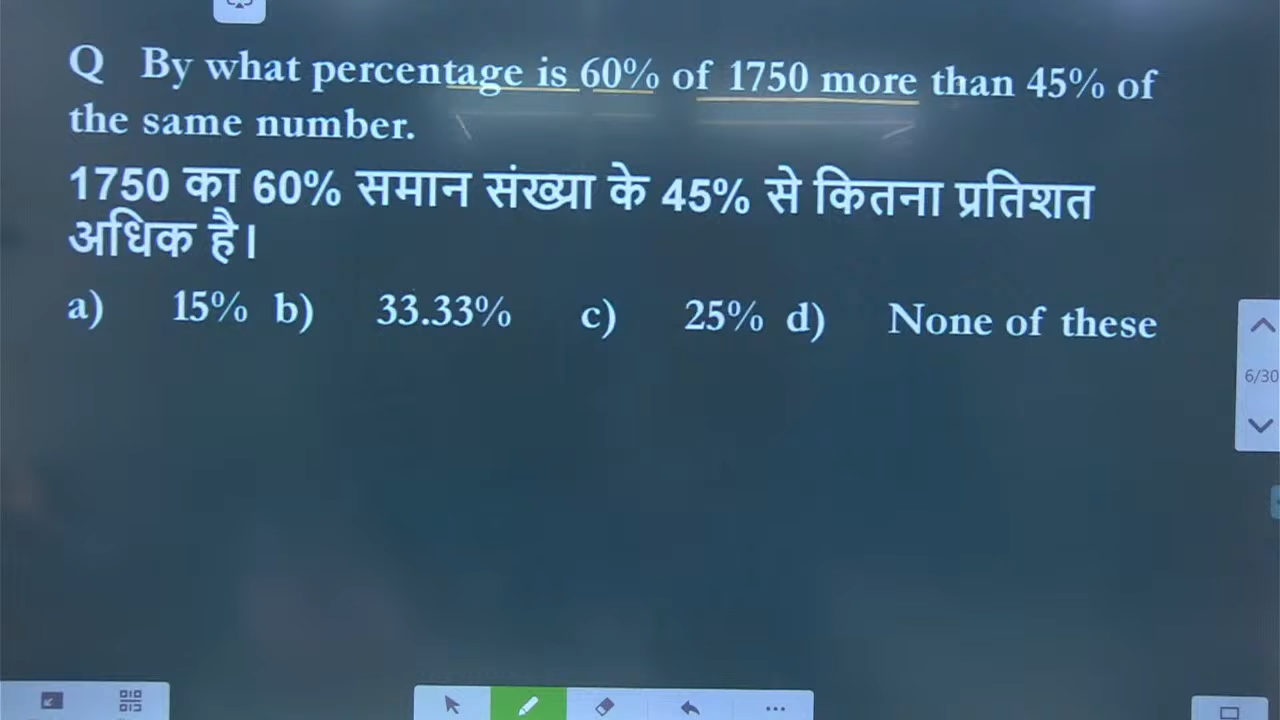 Q By what percentage is 60% of 1750 more than 45% of
the same number.
1750 का 60% समान संख्या के 45% से कितना प्रतिशत
अधिक है।
a) 15% b) 33.33% c) 25% d) None of these
6/30